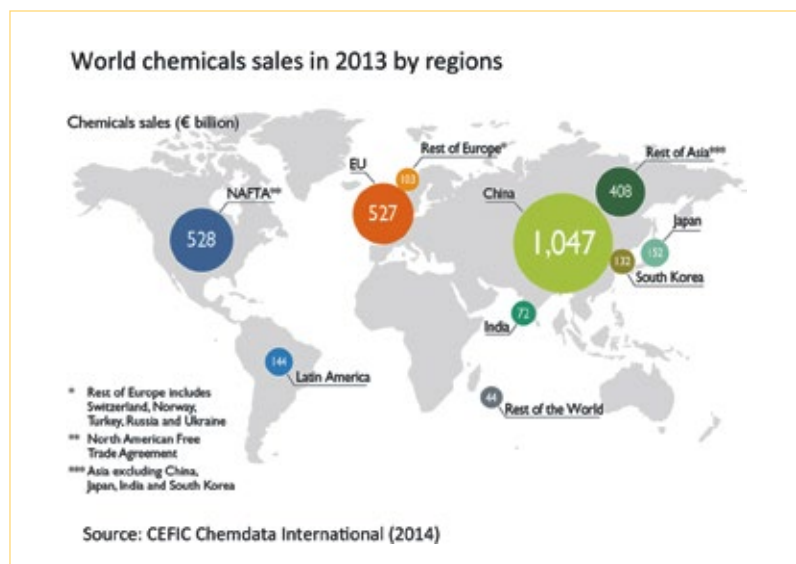 World chemicals sales in 2013 by regions
Chemicals sales (€ billion)
Rest of Europe*
103
EU
527
NAFTA**
528
China
1,047
Rest of Asia***
408
Japan
152
132
South Korea
72
India
144
Latin America
44
Rest of the World
* Rest of Europe includes
Switzerland, Norway,
Turkey, Russia and Ukraine
** North American Free
Trade Agreement
*** Asia excluding China,
Japan, India and South Korea
Source: CEFIC Chemdata International (2014)